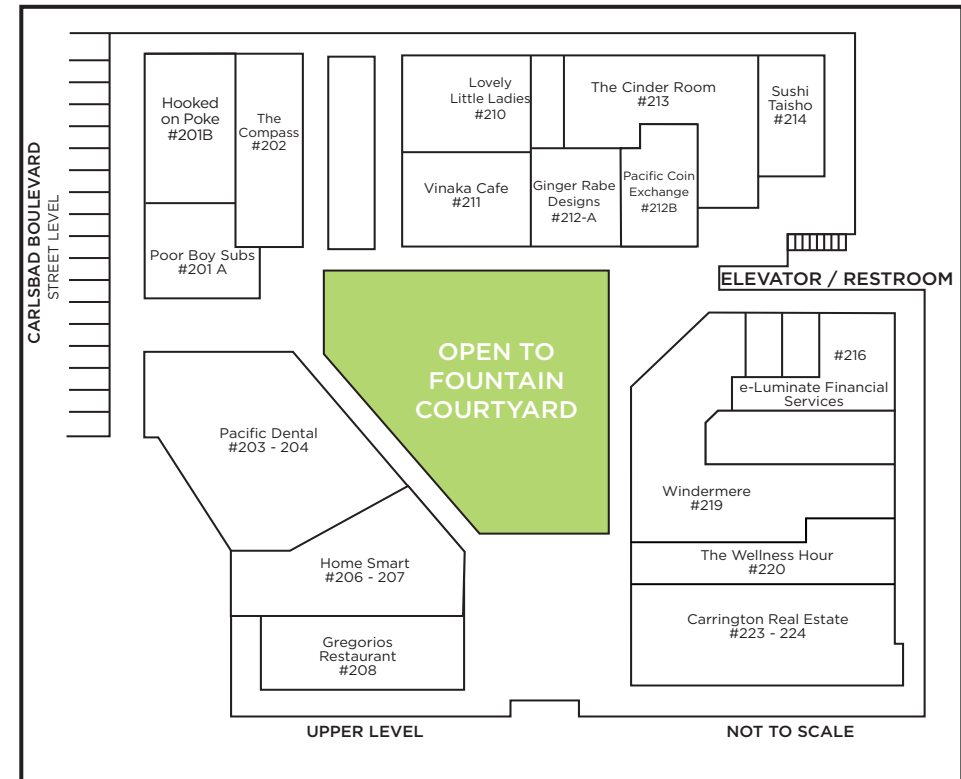 CARLSBAD BOULEVARD
STREET LEVEL
Hooked
on Poke
#201B
The
Compass
#202
Poor Boy Subs
#201 A
Lovely
Little Ladies
#210
The Cinder Room
#213
Sushi
Taisho
#214
Vinaka Cafe
#211
Ginger Rabe
Designs
#212-A
Pacific Coin
Exchange
#212B
ELEVATOR / RESTROOM
OPEN TO
FOUNTAIN
COURTYARD
#216
e-Luminate Financial
Services
Pacific Dental
#203 - 204
Windermere
#219
Home Smart
#206 - 207
The Wellness Hour
#220
Gregorios
Restaurant
#208
Carrington Real Estate
#223 - 224
UPPER LEVEL
NOT TO SCALE